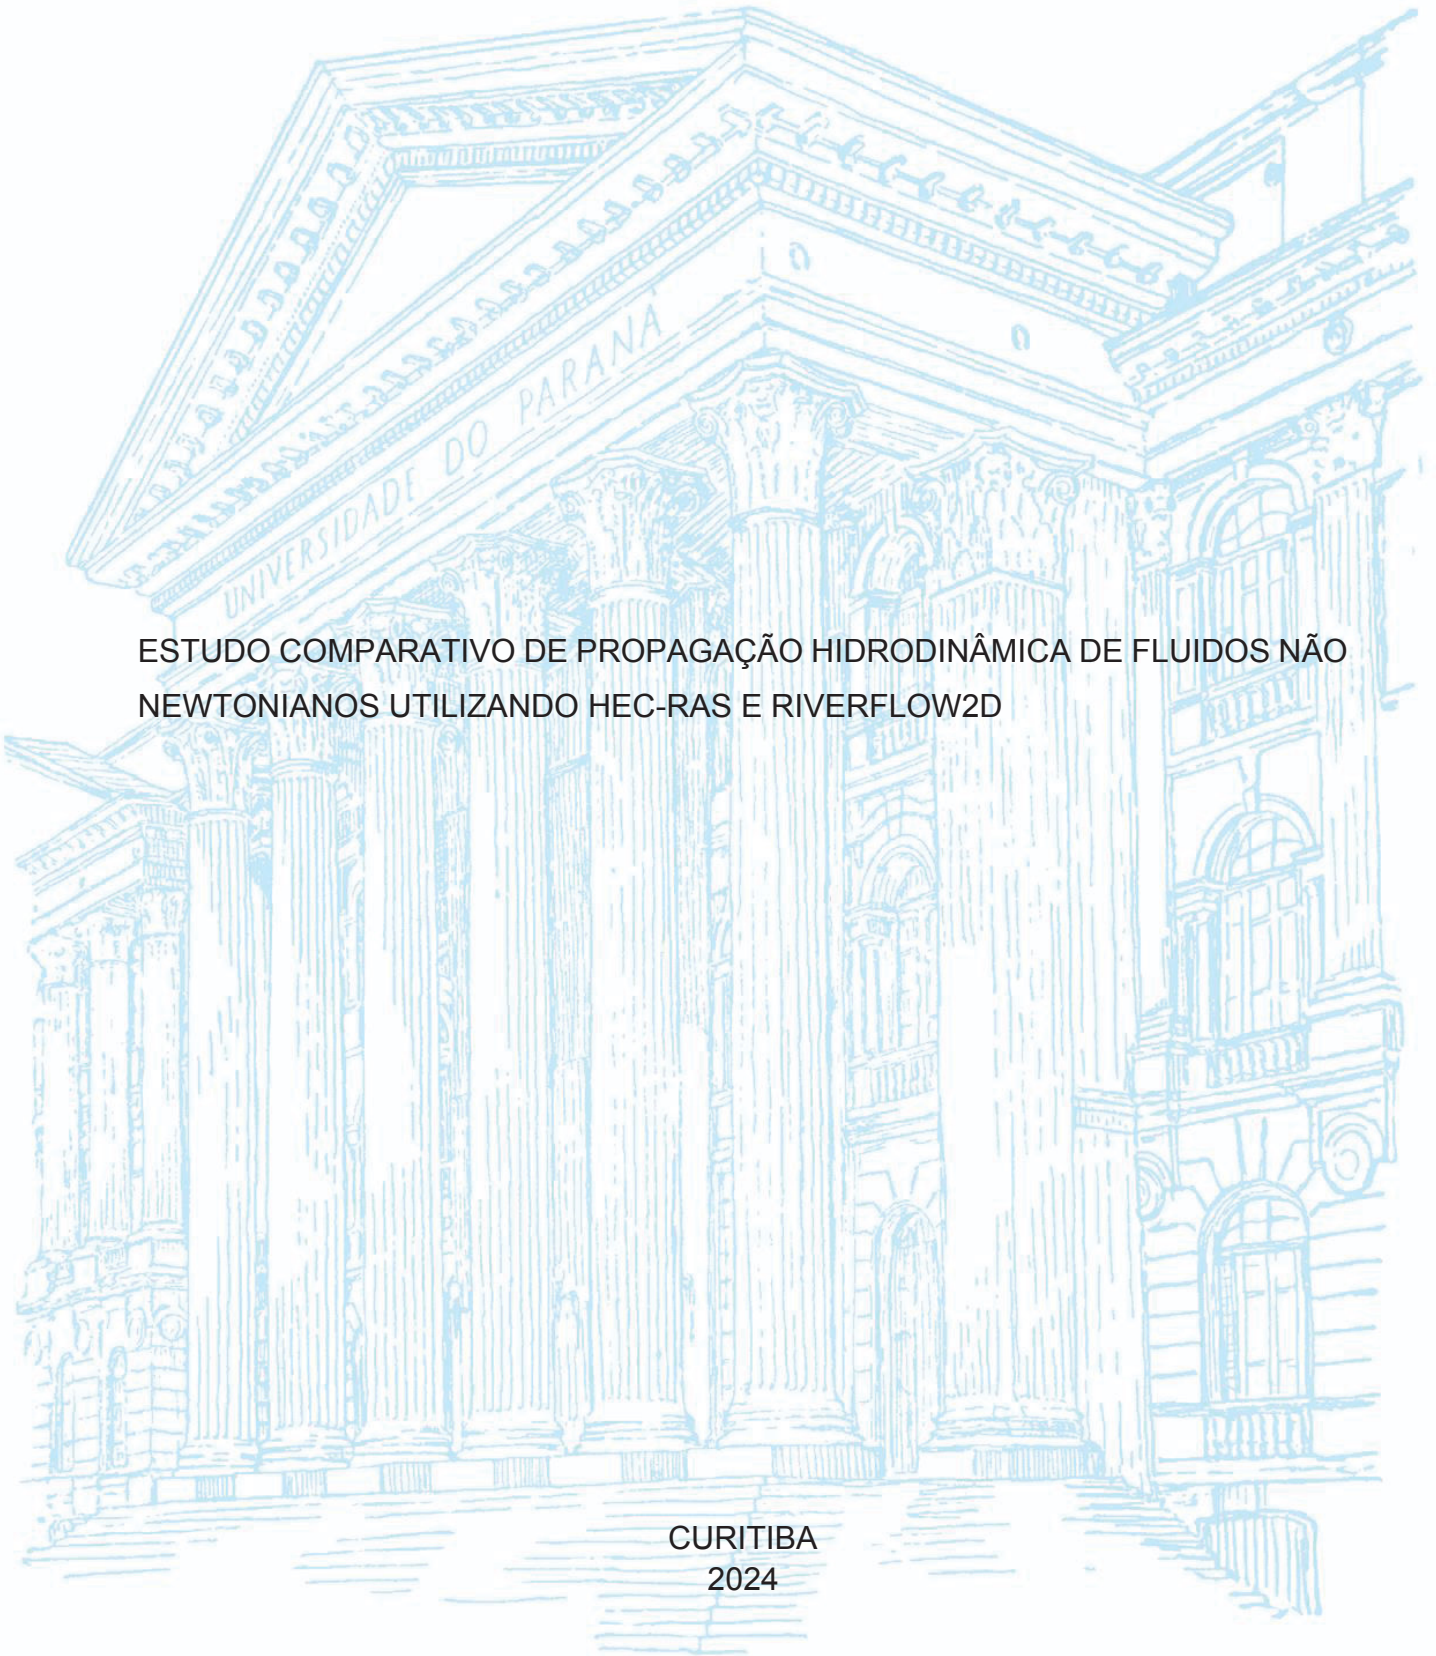 UNIVERSIDADE DO PARANÁ
ESTUDO COMPARATIVO DE PROPAGAÇÃO HIDRODINÂMICA DE FLUIDOS NÃO
NEWTONIANOS UTILIZANDO HEC-RAS E RIVERFLOW2D
CURITIBA
2024